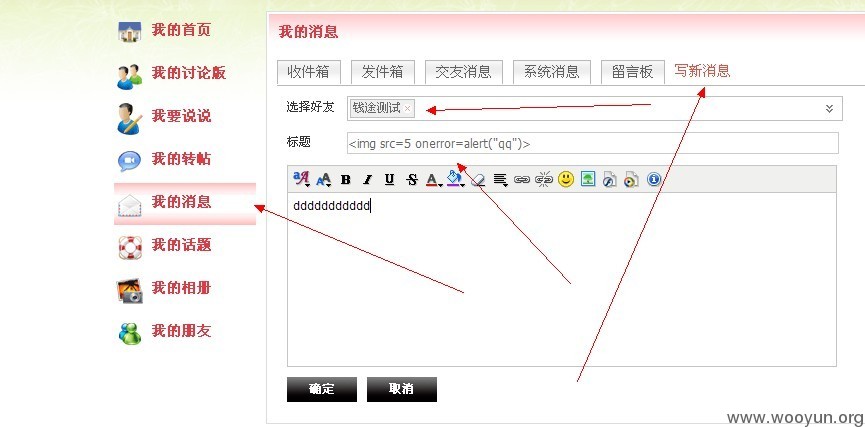 我的首页
我的讨论版
我要说说
我的转帖
我的消息
我的话题
我的相册
我的朋友
我的消息
收件箱 发件箱 交友消息 系统消息 留言板 写新消息
选择好友 钱途测试 ×
标题 <img src=5 onerror=alert("qq")>
ddddddddddd
确定 取消
www.wooyun.org